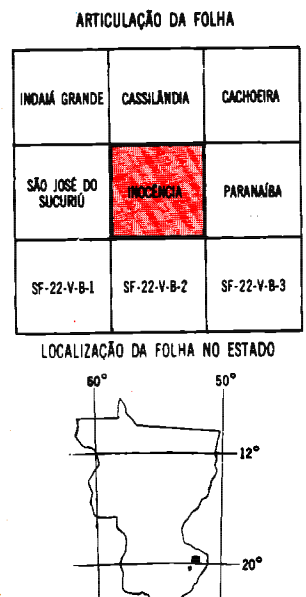 ARTICULAÇÃO DA FOLHA
INDAIÁ GRANDE CASSILÂNDIA CACHOEIRA
SÃO JOSÉ DO
SUCURIÚ
INOCÊNCIA PARANAÍBA
SF-22-V-B-1 SF-22-V-B-2 SF-22-V-B-3
LOCALIZAÇÃO DA FOLHA NO ESTADO
60° 50°
12°
20°